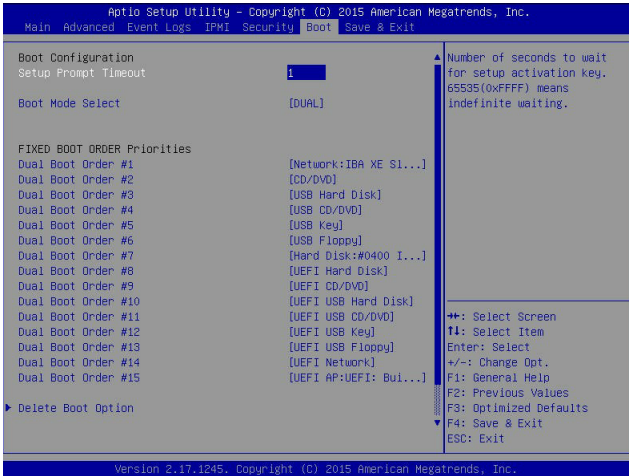 Aptio Setup Utility – Copyright (C) 2015 American Megatrends, Inc.
Main Advanced Event Logs IPMI Security Boot Save & Exit
Boot Configuration
Setup Prompt Timeout 1
Boot Mode Select [DUAL]
FIXED BOOT ORDER Priorities
Dual Boot Order #1 [Network:IBA XE Sl...]
Dual Boot Order #2 [CD/DVD]
Dual Boot Order #3 [USB Hard Disk]
Dual Boot Order #4 [USB CD/DVD]
Dual Boot Order #5 [USB Key]
Dual Boot Order #6 [USB Floppy]
Dual Boot Order #7 [Hard Disk:#0400 I...]
Dual Boot Order #8 [UEFI Hard Disk]
Dual Boot Order #9 [UEFI CD/DVD]
Dual Boot Order #10 [UEFI USB Hard Disk]
Dual Boot Order #11 [UEFI USB CD/DVD]
Dual Boot Order #12 [UEFI USB Key]
Dual Boot Order #13 [UEFI USB Floppy]
Dual Boot Order #14 [UEFI Network]
Dual Boot Order #15 [UEFI AP:UEFI: Bui...]
Delete Boot Option
Number of seconds to wait
for setup activation key.
65535(0xFFFF) means
indefinite waiting.
→←: Select Screen
↑↓: Select Item
Enter: Select
+/-: Change Opt.
F1: General Help
F2: Previous Values
F3: Optimized Defaults
F4: Save & Exit
ESC: Exit
Version 2.17.1245. Copyright (C) 2015 American Megatrends, Inc.